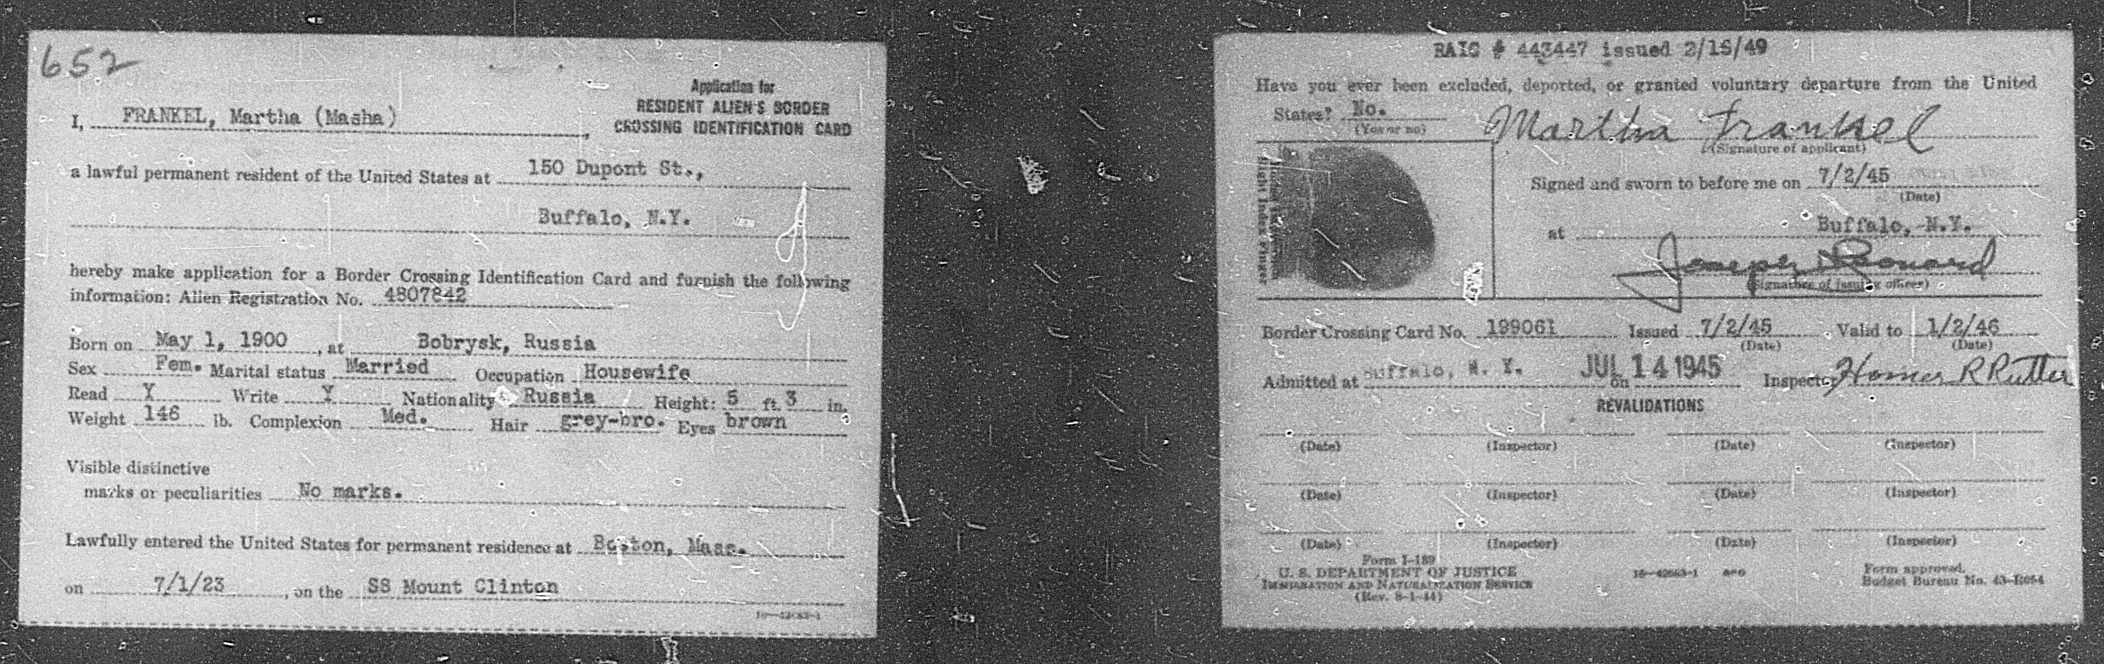 652
Application for
RESIDENT ALIEN'S BORDER
CROSSING IDENTIFICATION CARD
I, FRANKEL, Martha (Masha),
a lawful permanent resident of the United States at 150 Dupont St.,
Buffalo, N.Y.
hereby make application for a Border Crossing Identification Card and furnish the following
information: Alien Registration No. 4807842
Born on May 1, 1900, at Bobrysk, Russia
Sex Fem. Marital status Married Occupation Housewife
Read Y Write Y Nationality Russia Height: 5 ft. 3 in.
Weight 146 lb. Complexion Med. Hair grey-bro. Eyes brown
Visible distinctive
marks or peculiarities No marks.
Lawfully entered the United States for permanent residence at Boston, Mass.
on 7/1/23, on the SS Mount Clinton
RAIC # 443447 issued 2/15/49
Have you ever been excluded, deported, or granted voluntary departure from the United
States? No.
(Yes or no)
Martha Frankel
(Signature of applicant)
Right Index Finger
Signed and sworn to before me on 7/2/45
(Date)
at Buffalo, N.Y.
Joseph Leonard
(Signature of issuing officer)
Border Crossing Card No. 199061 Issued 7/2/45 Valid to 1/2/46
(Date) (Date)
Admitted at Buffalo, N. Y. on JUL 14 1945 Inspector Homer R Rutter
REVALIDATIONS
(Date) (Inspector) (Date) (Inspector)
(Date) (Inspector) (Date) (Inspector)
(Date) (Inspector) (Date) (Inspector)
Form I-189
U. S. DEPARTMENT OF JUSTICE
IMMIGRATION AND NATURALIZATION SERVICE
(Rev. 8-1-44)
16-42663-1 GPO
Form approved.
Budget Bureau No. 43-R054